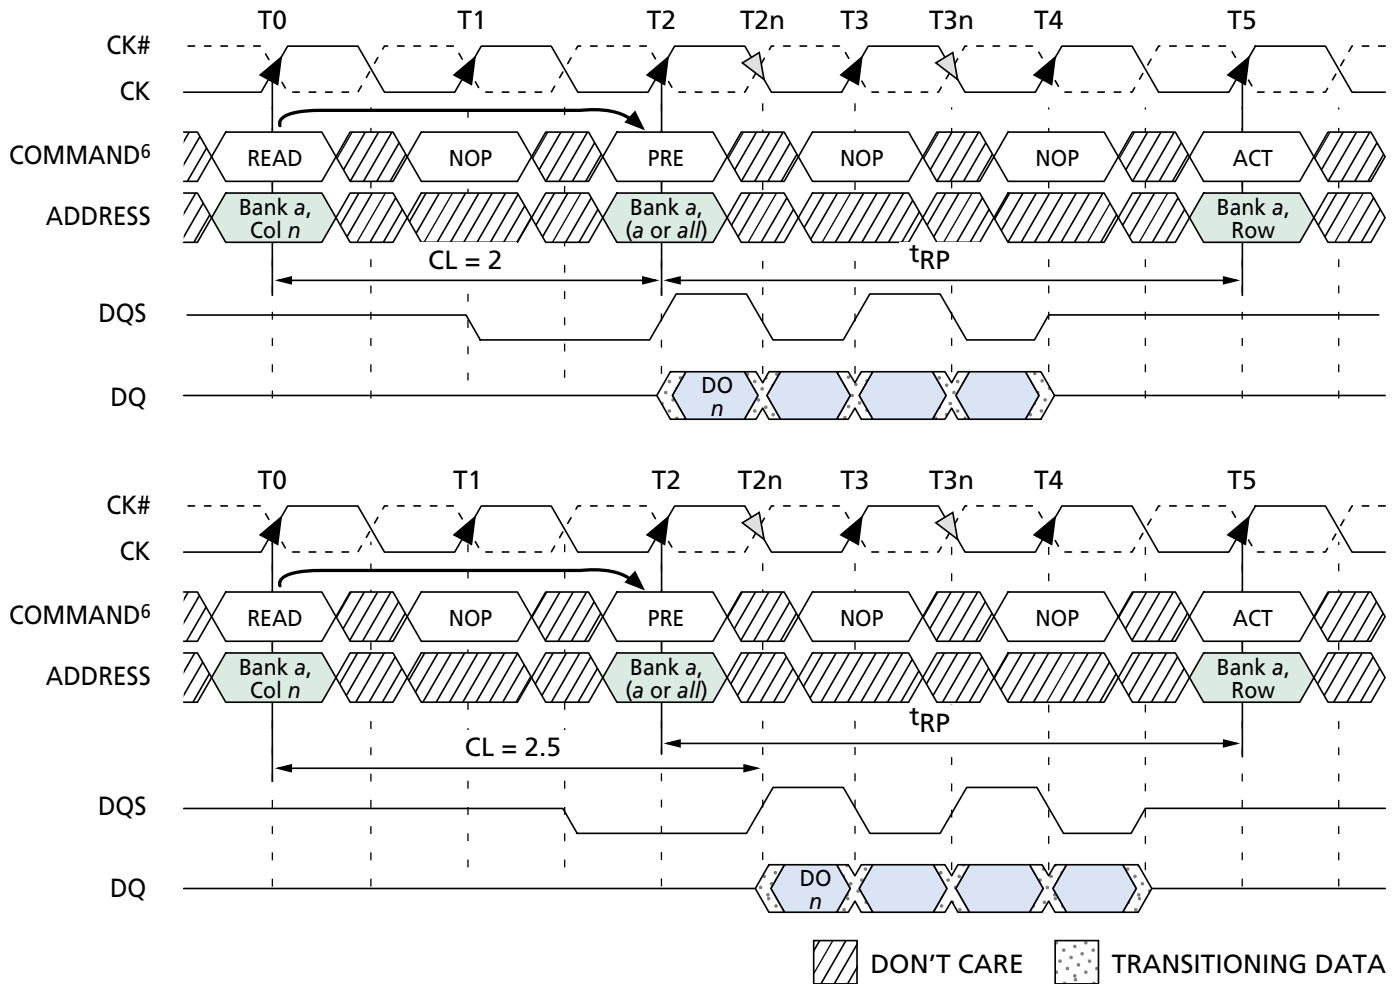 T0 T1 T2 T2n T3 T3n T4 T5
CK#
CK
COMMAND6 READ NOP PRE NOP NOP ACT
ADDRESS Bank a, Col n Bank a, (a or all) Bank a, Row
CL = 2 tRP
DQS
DQ DO n
T0 T1 T2 T2n T3 T3n T4 T5
CK#
CK
COMMAND6 READ NOP PRE NOP NOP ACT
ADDRESS Bank a, Col n Bank a, (a or all) Bank a, Row
tRP
CL = 2.5
DQS
DQ DO n
DON'T CARE TRANSITIONING DATA